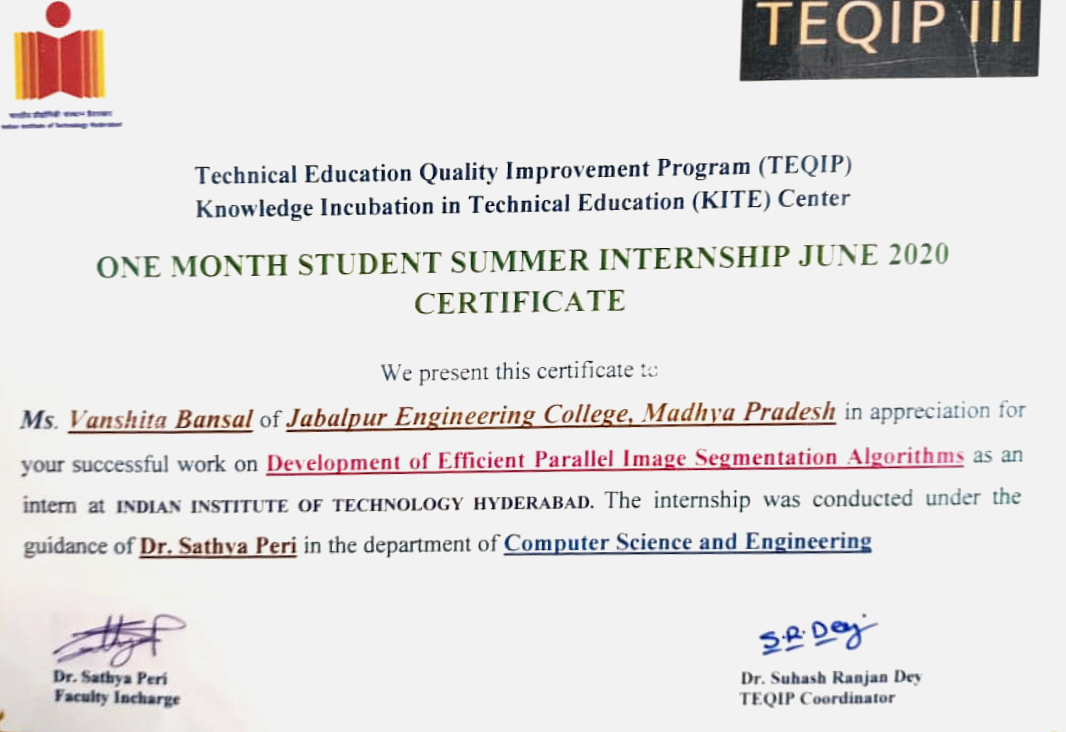 TEQIP III
भारतीय प्रौद्योगिकी संस्थान हैदराबाद
Indian Institute of Technology Hyderabad
Technical Education Quality Improvement Program (TEQIP)
Knowledge Incubation in Technical Education (KITE) Center
ONE MONTH STUDENT SUMMER INTERNSHIP JUNE 2020
CERTIFICATE
We present this certificate to
Ms. Vanshita Bansal of Jabalpur Engineering College, Madhya Pradesh in appreciation for
your successful work on Development of Efficient Parallel Image Segmentation Algorithms as an
intern at INDIAN INSTITUTE OF TECHNOLOGY HYDERABAD. The internship was conducted under the
guidance of Dr. Sathya Peri in the department of Computer Science and Engineering
S.R.Dey
Dr. Sathya Peri
Faculty Incharge
Dr. Suhash Ranjan Dey
TEQIP Coordinator